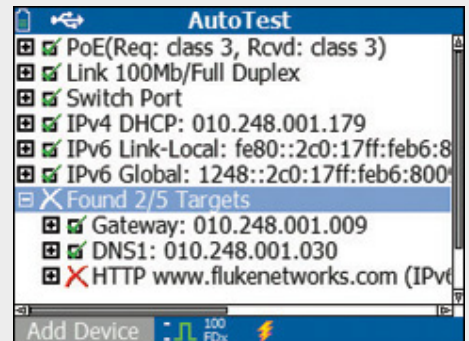 AutoTest
PoE(Req: class 3, Rcvd: class 3)
Link 100Mb/Full Duplex
Switch Port
IPv4 DHCP: 010.248.001.179
IPv6 Link-Local: fe80::2c0:17ff:feb6:8
IPv6 Global: 1248::2c0:17ff:feb6:800
Found 2/5 Targets
Gateway: 010.248.001.009
DNS1: 010.248.001.030
HTTP www.flukenetworks.com (IPv
Add Device
100
FDx